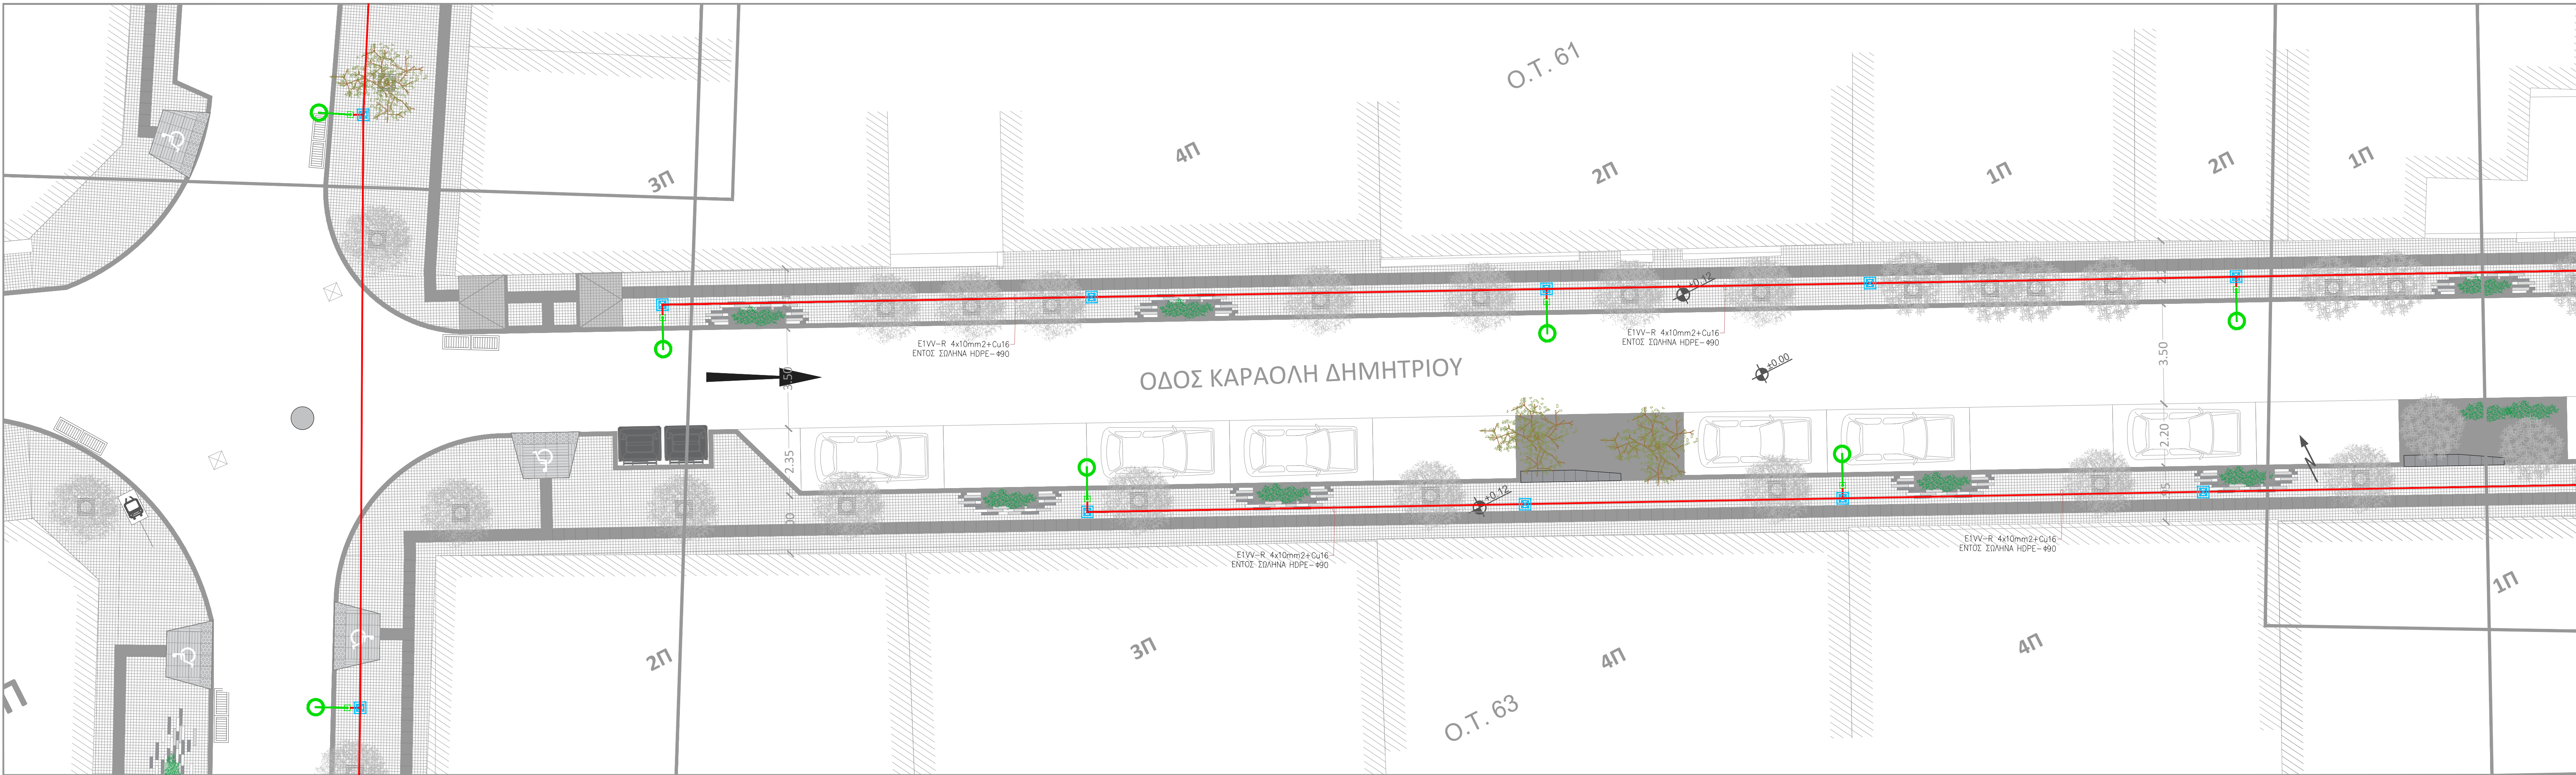 Ο.Τ. 61
4Π
3Π
2Π
1Π
2Π
1Π
+0.12
E1VV-R 4x10mm2+Cu16
ΕΝΤΟΣ ΣΩΛΗΝΑ HDPE-Φ90
E1VV-R 4x10mm2+Cu16
ΕΝΤΟΣ ΣΩΛΗΝΑ HDPE-Φ90
3.50
ΟΔΟΣ ΚΑΡΑΟΛΗ ΔΗΜΗΤΡΙΟΥ
±0.00
3.50
2.35
2.20
+0.12
E1VV-R 4x10mm2+Cu16
ΕΝΤΟΣ ΣΩΛΗΝΑ HDPE-Φ90
E1VV-R 4x10mm2+Cu16
ΕΝΤΟΣ ΣΩΛΗΝΑ HDPE-Φ90
1Π
2Π
3Π
4Π
4Π
Ο.Τ. 63
Π